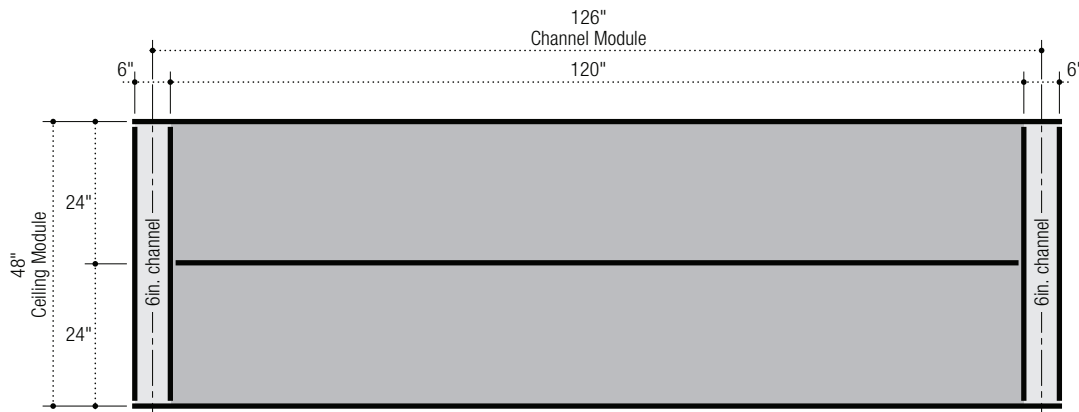 126"
Channel Module
6"
120"
6"
24"
48"
Ceiling Module
6in. channel
6in. channel
24"